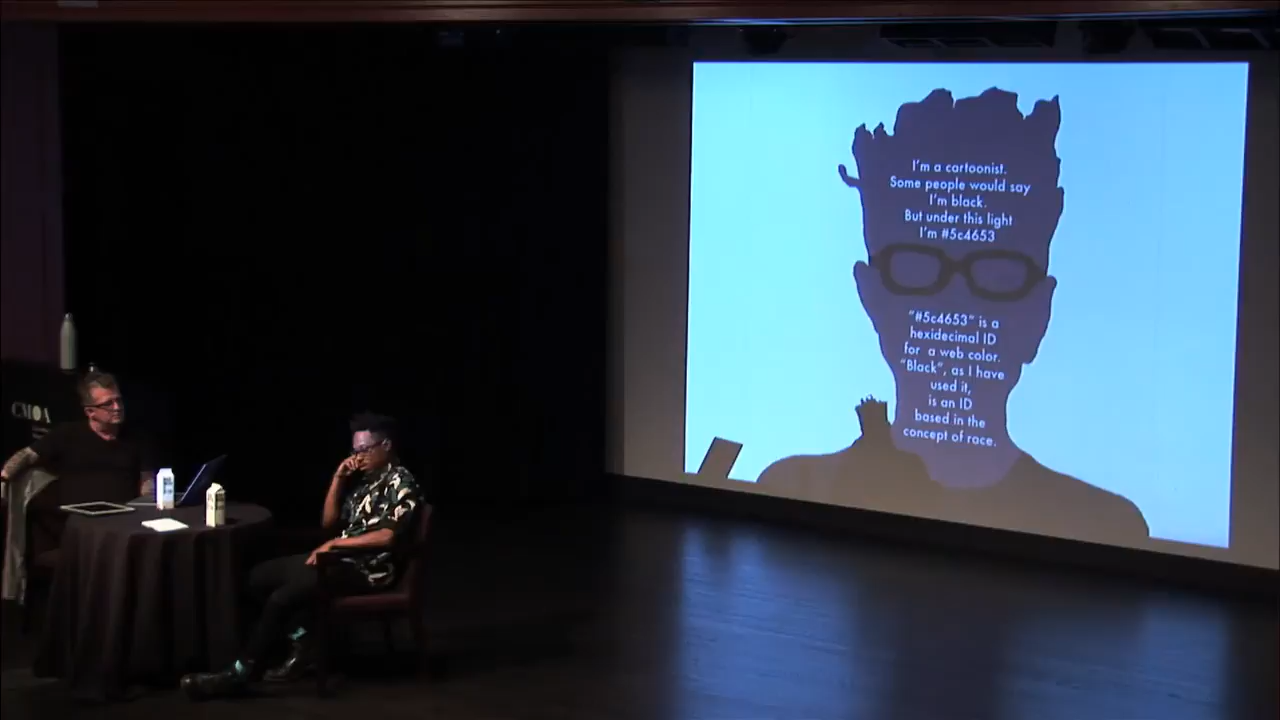 I'm a cartoonist.
Some people would say
I'm black.
But under this light
I'm #5c4653
"#5c4653" is a
hexidecimal ID
for a web color.
"Black", as I have
used it,
is an ID
based in the
concept of race.
CMOA